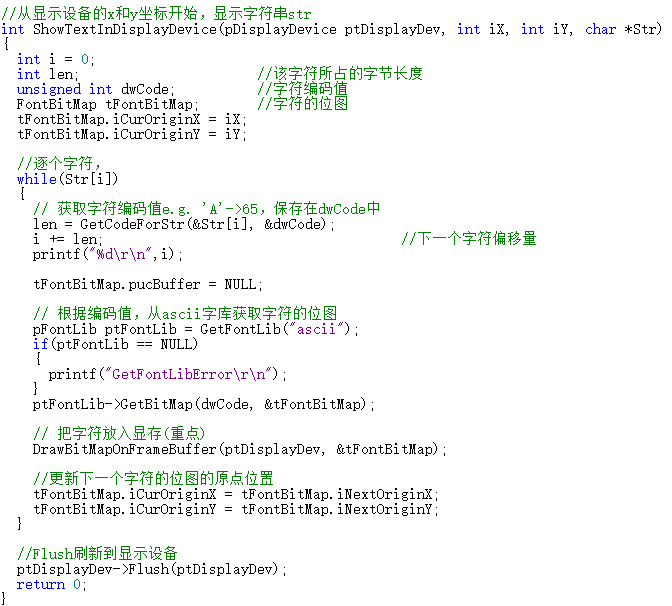 //从显示设备的x和y坐标开始，显示字符串str
int ShowTextInDisplayDevice(pDisplayDevice ptDisplayDev, int iX, int iY, char *Str)
{
  int i = 0;
  int len;                        //该字符所占的字节长度
  unsigned int dwCode;            //字符编码值
  FontBitMap tFontBitMap;         //字符的位图
  tFontBitMap.iCurOriginX = iX;
  tFontBitMap.iCurOriginY = iY;

  //逐个字符，
  while(Str[i])
  {
    // 获取字符编码值e.g. 'A'->65，保存在dwCode中
    len = GetCodeForStr(&Str[i], &dwCode);
    i += len;                                       //下一个字符偏移量
    printf("%d\r\n",i);

    tFontBitMap.pucBuffer = NULL;

    // 根据编码值，从ascii字库获取字符的位图
    pFontLib ptFontLib = GetFontLib("ascii");
    if(ptFontLib == NULL)
    {
      printf("GetFontLibError\r\n");
    }
    ptFontLib->GetBitMap(dwCode, &tFontBitMap);

    // 把字符放入显存(重点)
    DrawBitMapOnFrameBuffer(ptDisplayDev, &tFontBitMap);

    //更新下一个字符的位图的原点位置
    tFontBitMap.iCurOriginX = tFontBitMap.iNextOriginX;
    tFontBitMap.iCurOriginY = tFontBitMap.iNextOriginY;
  }

  //Flush刷新到显示设备
  ptDisplayDev->Flush(ptDisplayDev);
  return 0;
}